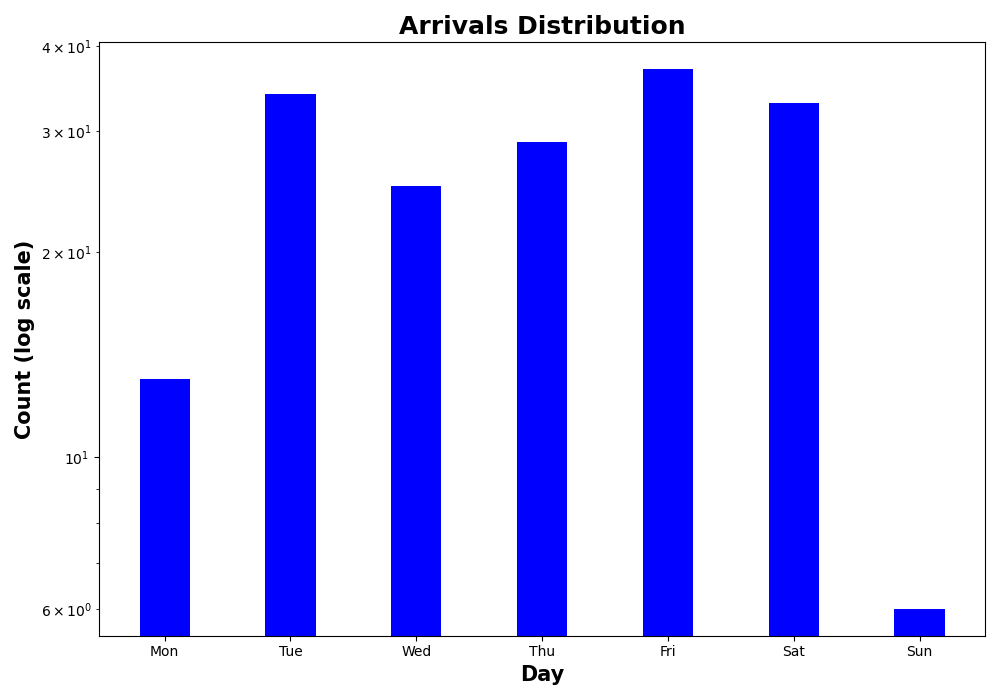 Arrivals Distribution
4 × 10¹
3 × 10¹
2 × 10¹
10¹
6 × 10⁰
Count (log scale)
Mon Tue Wed Thu Fri Sat Sun
Day